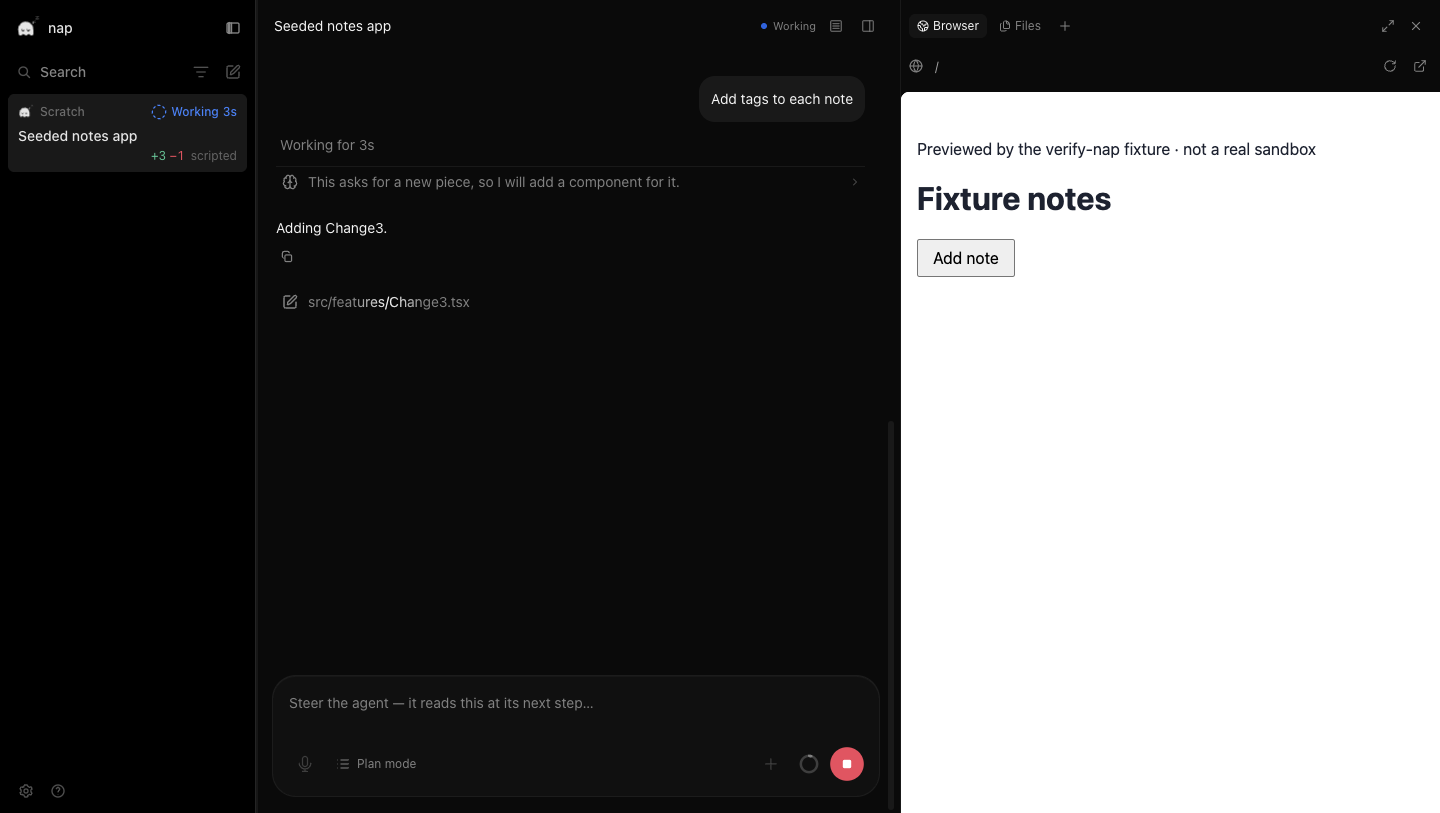 nap
Search
Scratch
Working 3s
Seeded notes app
+3 −1 scripted
Seeded notes app
Working
Add tags to each note
Working for 3s
This asks for a new piece, so I will add a component for it.
Adding Change3.
src/features/Change3.tsx
Steer the agent — it reads this at its next step...
Plan mode
Browser
Files
/
Previewed by the verify-nap fixture · not a real sandbox
Fixture notes
Add note